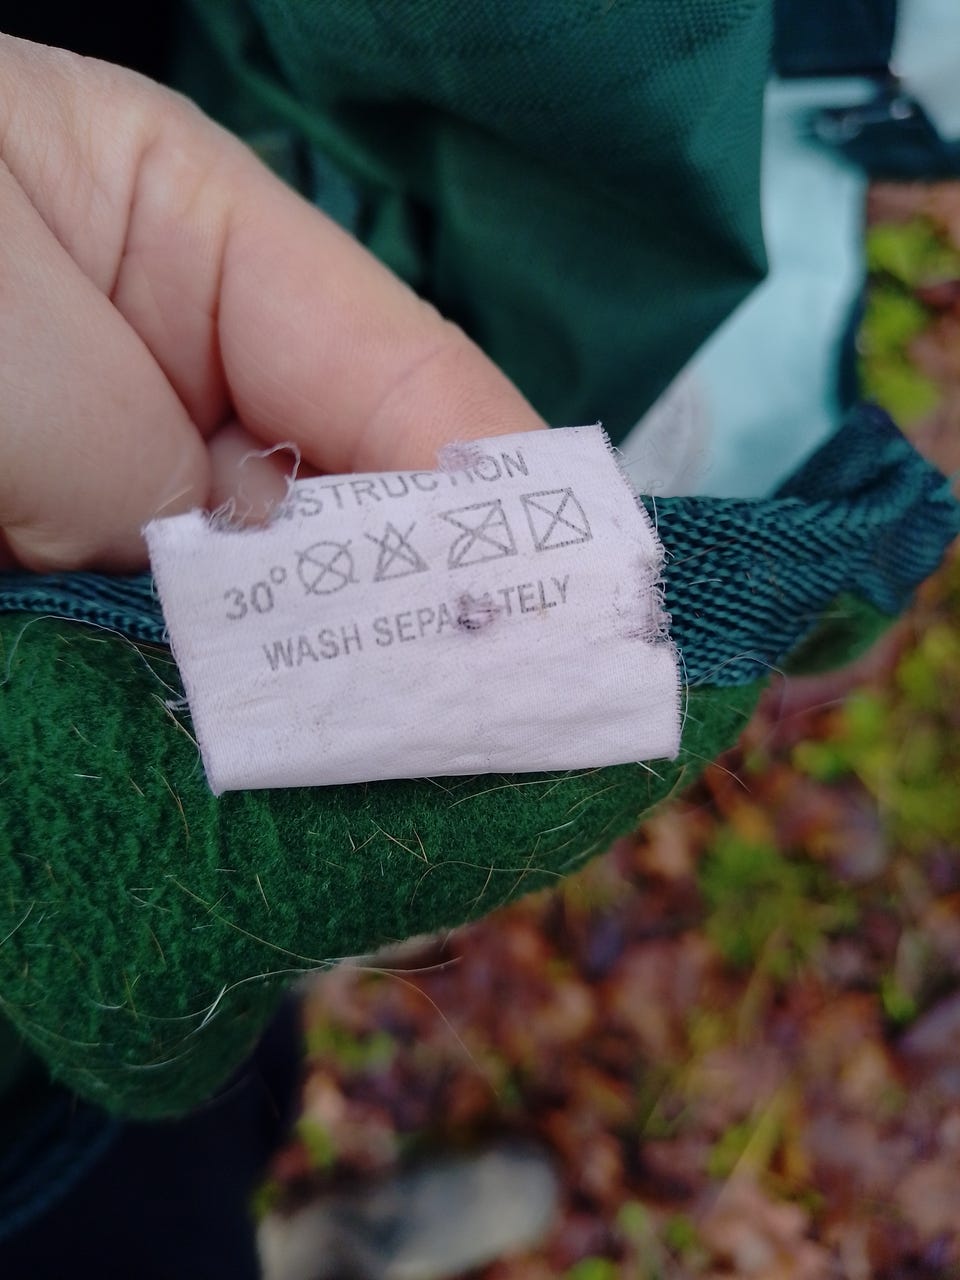 STRUCTION
30°
WASH SEPARATELY